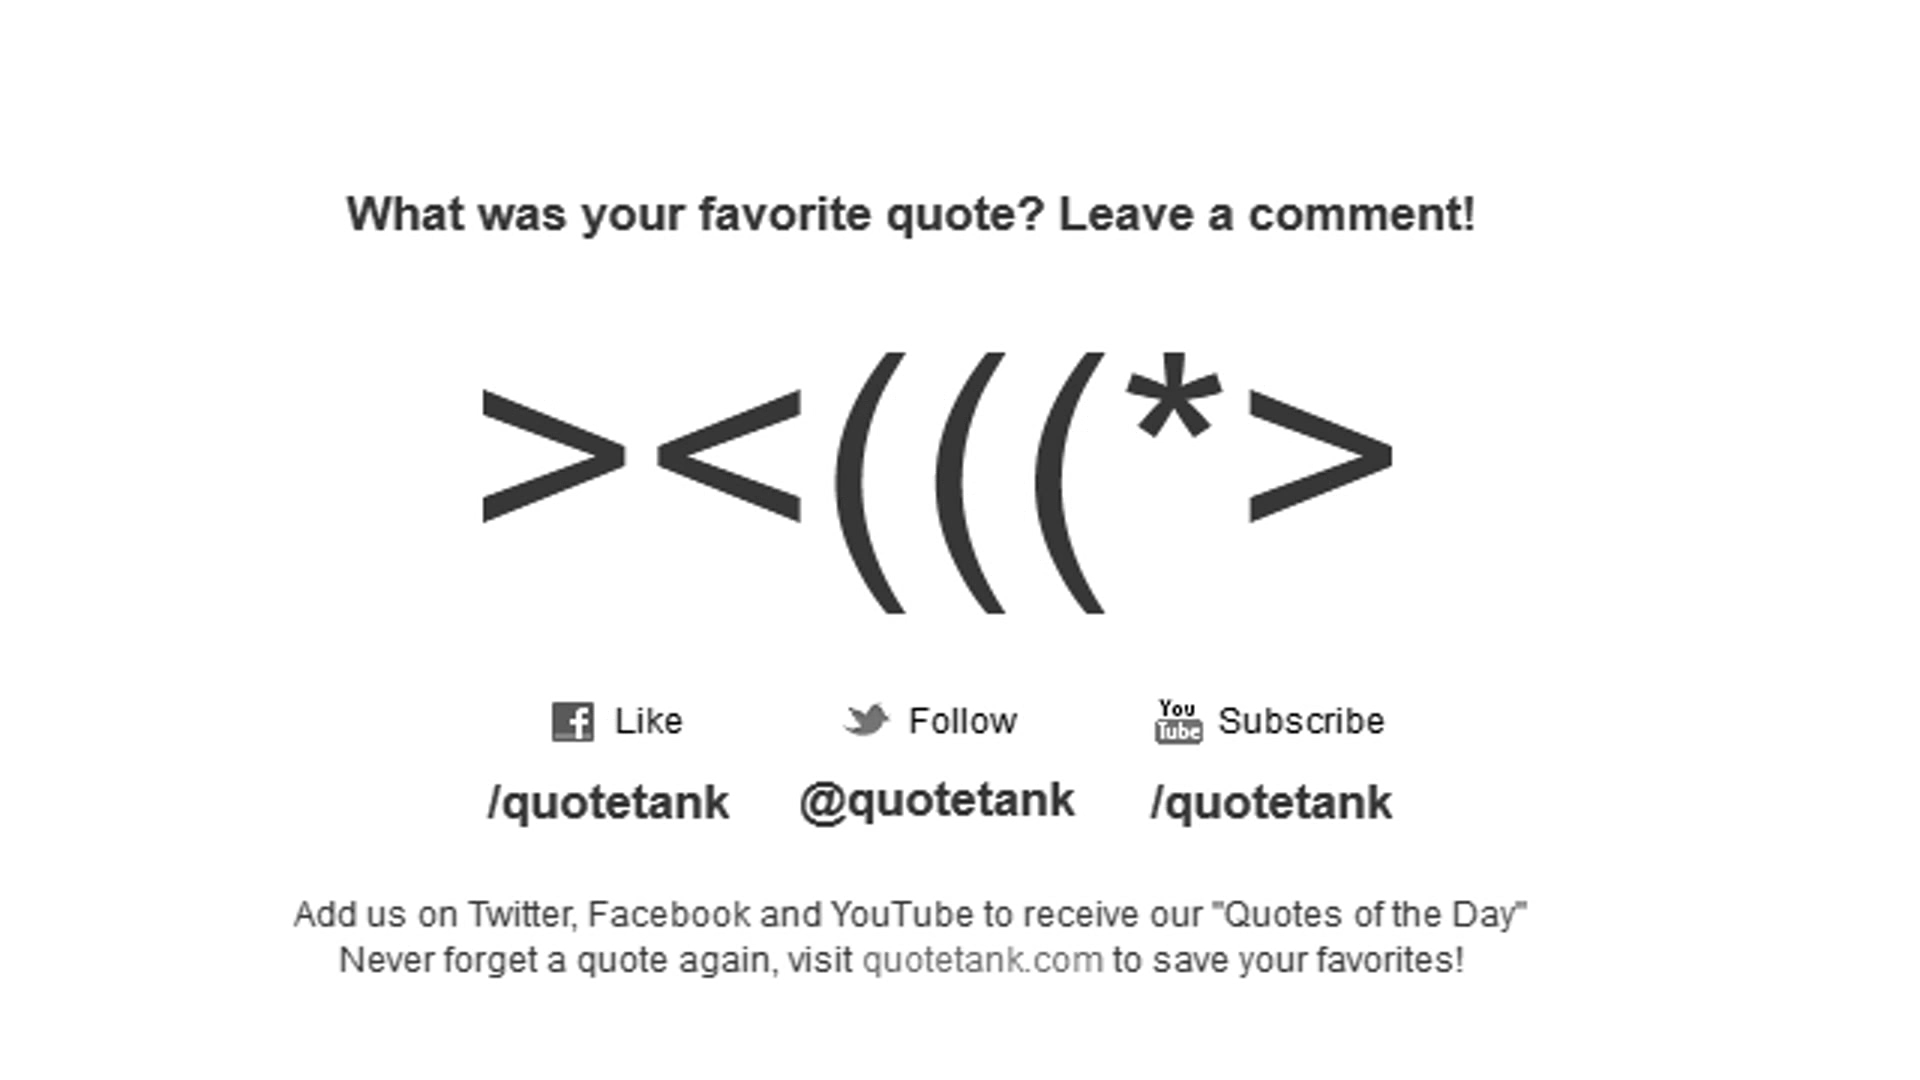 What was your favorite quote? Leave a comment!
><(((*>
f Like Follow You Tube Subscribe
/quotetank @quotetank /quotetank
Add us on Twitter, Facebook and YouTube to receive our "Quotes of the Day"
Never forget a quote again, visit quotetank.com to save your favorites!